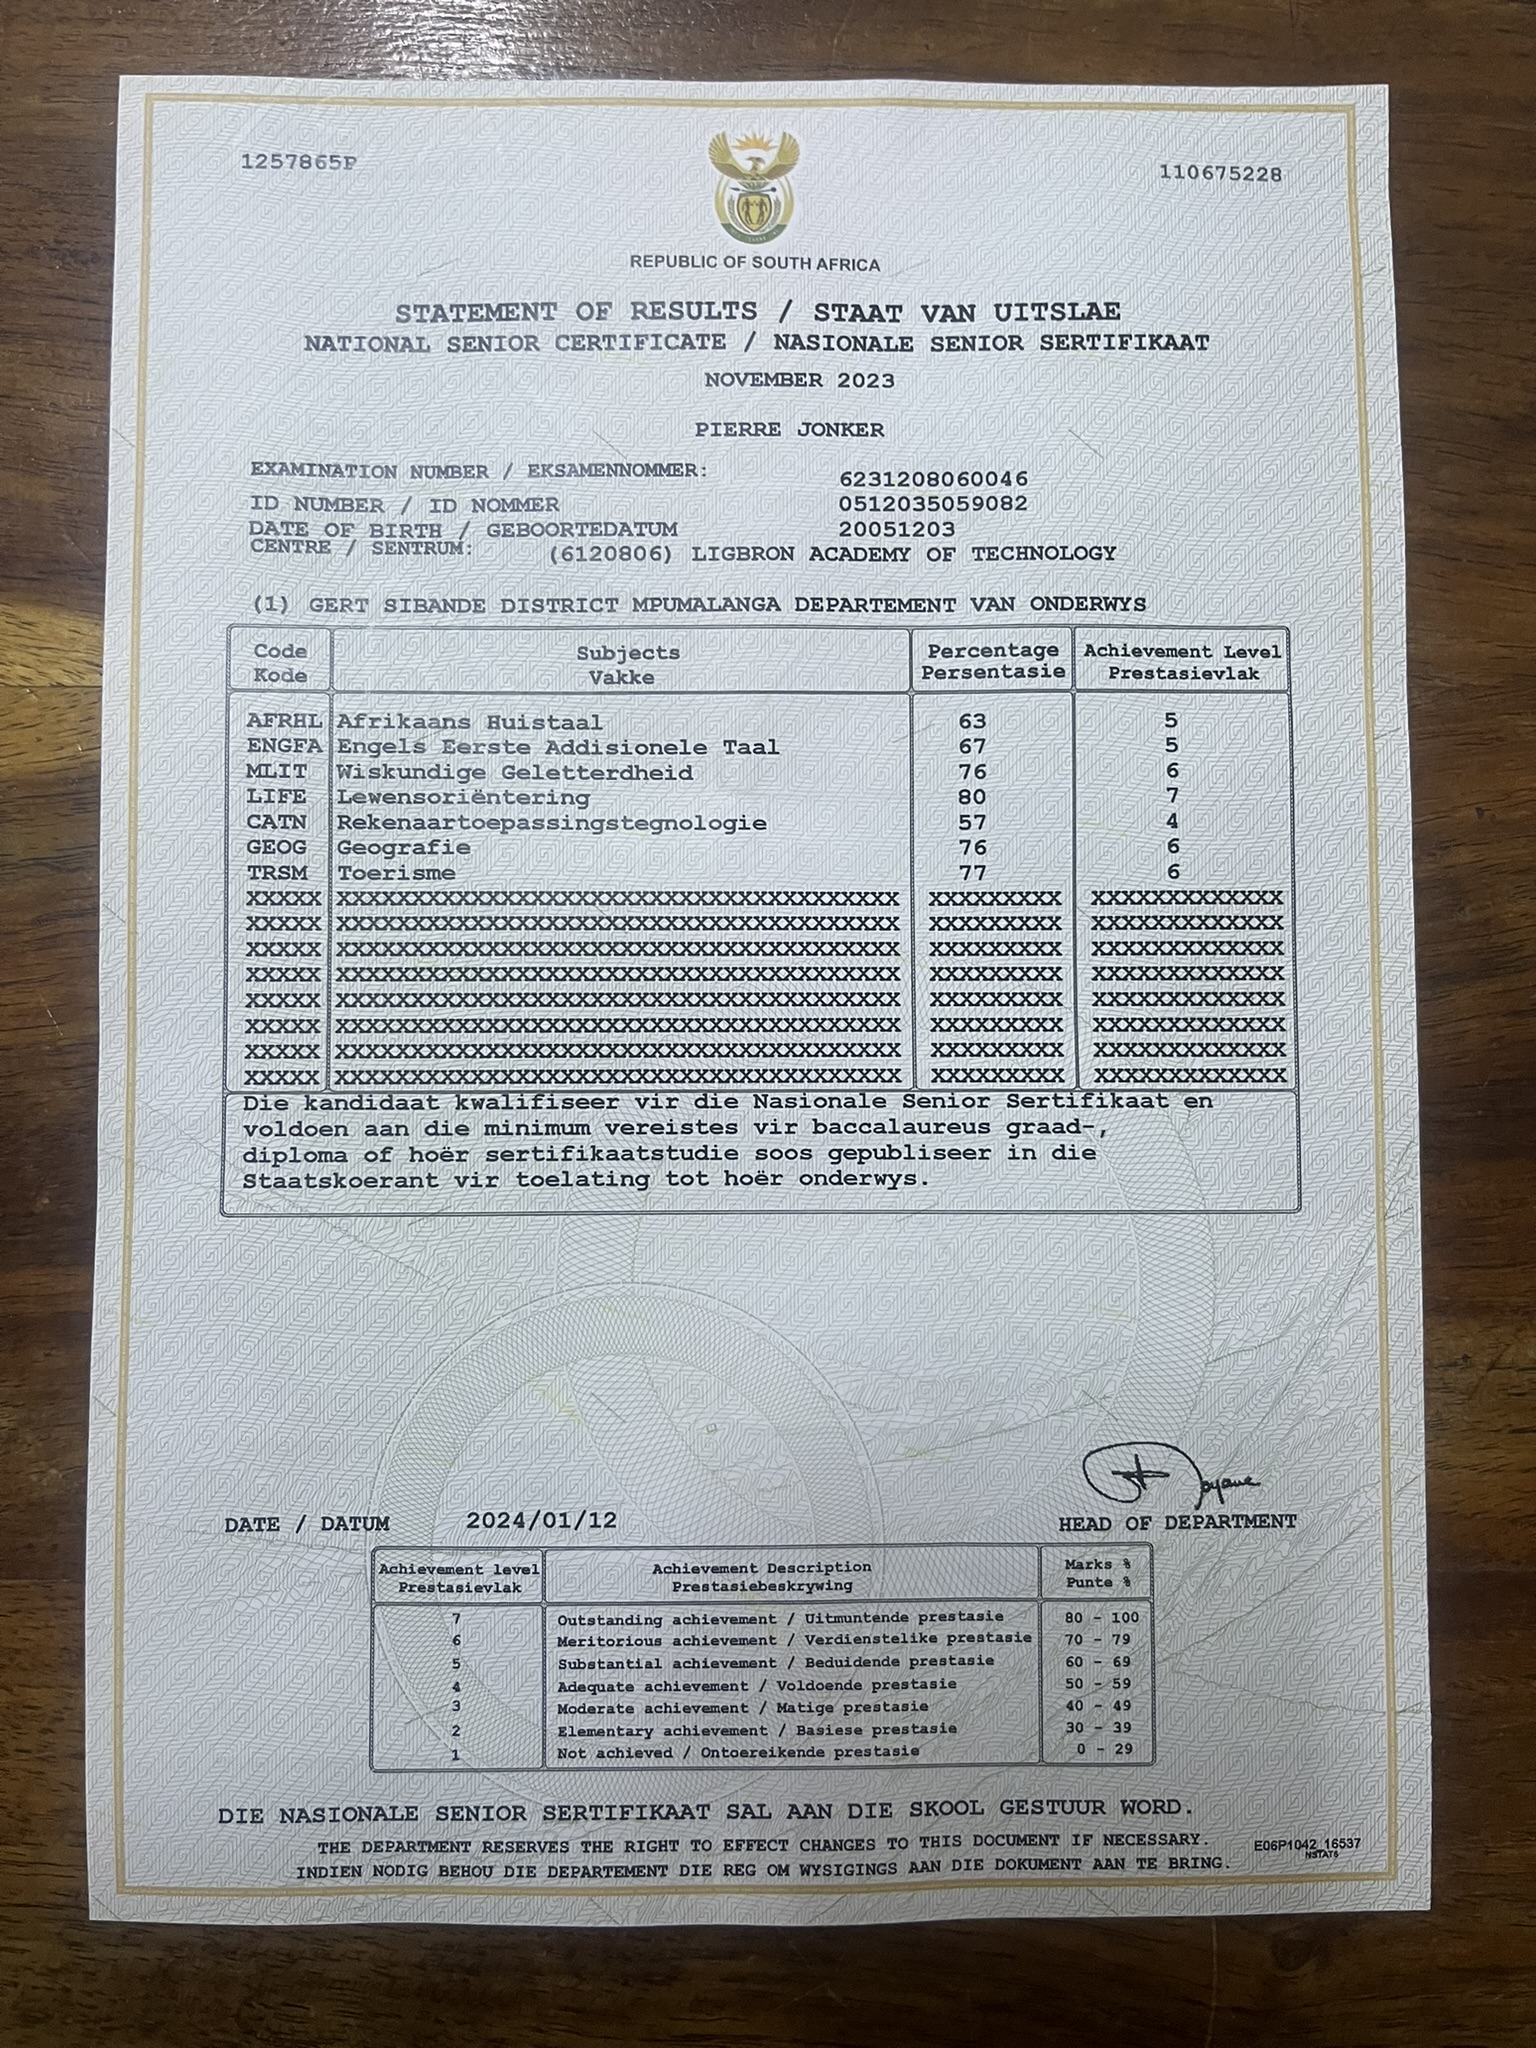 1257865P
110675228
REPUBLIC OF SOUTH AFRICA
STATEMENT OF RESULTS / STAAT VAN UITSLAE
NATIONAL SENIOR CERTIFICATE / NASIONALE SENIOR SERTIFIKAAT
NOVEMBER 2023
PIERRE JONKER
EXAMINATION NUMBER / EKSAMENNOMMER: 6231208060046
ID NUMBER / ID NOMMER 0512035059082
DATE OF BIRTH / GEBOORTEDATUM 20051203
CENTRE / SENTRUM: (6120806) LIGBRON ACADEMY OF TECHNOLOGY
(1) GERT SIBANDE DISTRICT MPUMALANGA DEPARTEMENT VAN ONDERWYS
Code Subjects Percentage Achievement Level
Kode Vakke Persentasie Prestasievlak
AFRHL Afrikaans Huistaal 63 5
ENGFA Engels Eerste Addisionele Taal 67 5
MLIT Wiskundige Geletterdheid 76 6
LIFE Lewensoriëntering 80 7
CATN Rekenaartoepassingstegnologie 57 4
GEOG Geografie 76 6
TRSM Toerisme 77 6
XXXXX XXXXXXXXXXXXXXXXXXXXXXXXXXXXXXXXXXXXX XXXXXXXXX XXXXXXXXXXXXX
XXXXX XXXXXXXXXXXXXXXXXXXXXXXXXXXXXXXXXXXXX XXXXXXXXX XXXXXXXXXXXXX
XXXXX XXXXXXXXXXXXXXXXXXXXXXXXXXXXXXXXXXXXX XXXXXXXXX XXXXXXXXXXXXX
XXXXX XXXXXXXXXXXXXXXXXXXXXXXXXXXXXXXXXXXXX XXXXXXXXX XXXXXXXXXXXXX
XXXXX XXXXXXXXXXXXXXXXXXXXXXXXXXXXXXXXXXXXX XXXXXXXXX XXXXXXXXXXXXX
XXXXX XXXXXXXXXXXXXXXXXXXXXXXXXXXXXXXXXXXXX XXXXXXXXX XXXXXXXXXXXXX
XXXXX XXXXXXXXXXXXXXXXXXXXXXXXXXXXXXXXXXXXX XXXXXXXXX XXXXXXXXXXXXX
XXXXX XXXXXXXXXXXXXXXXXXXXXXXXXXXXXXXXXXXXX XXXXXXXXX XXXXXXXXXXXXX
Die kandidaat kwalifiseer vir die Nasionale Senior Sertifikaat en
voldoen aan die minimum vereistes vir baccalaureus graad-,
diploma of hoër sertifikaatstudie soos gepubliseer in die
Staatskoerant vir toelating tot hoër onderwys.
DATE / DATUM 2024/01/12 HEAD OF DEPARTMENT
Achievement level Achievement Description Marks %
Prestasievlak Prestasiebeskrywing Punte %
7 Outstanding achievement / Uitmuntende prestasie 80 - 100
6 Meritorious achievement / Verdienstelike prestasie 70 - 79
5 Substantial achievement / Beduidende prestasie 60 - 69
4 Adequate achievement / Voldoende prestasie 50 - 59
3 Moderate achievement / Matige prestasie 40 - 49
2 Elementary achievement / Basiese prestasie 30 - 39
1 Not achieved / Ontoereikende prestasie 0 - 29
DIE NASIONALE SENIOR SERTIFIKAAT SAL AAN DIE SKOOL GESTUUR WORD.
THE DEPARTMENT RESERVES THE RIGHT TO EFFECT CHANGES TO THIS DOCUMENT IF NECESSARY.
INDIEN NODIG BEHOU DIE DEPARTEMENT DIE REG OM WYSIGINGS AAN DIE DOKUMENT AAN TE BRING.
E06P1042_16537
NSTAT6